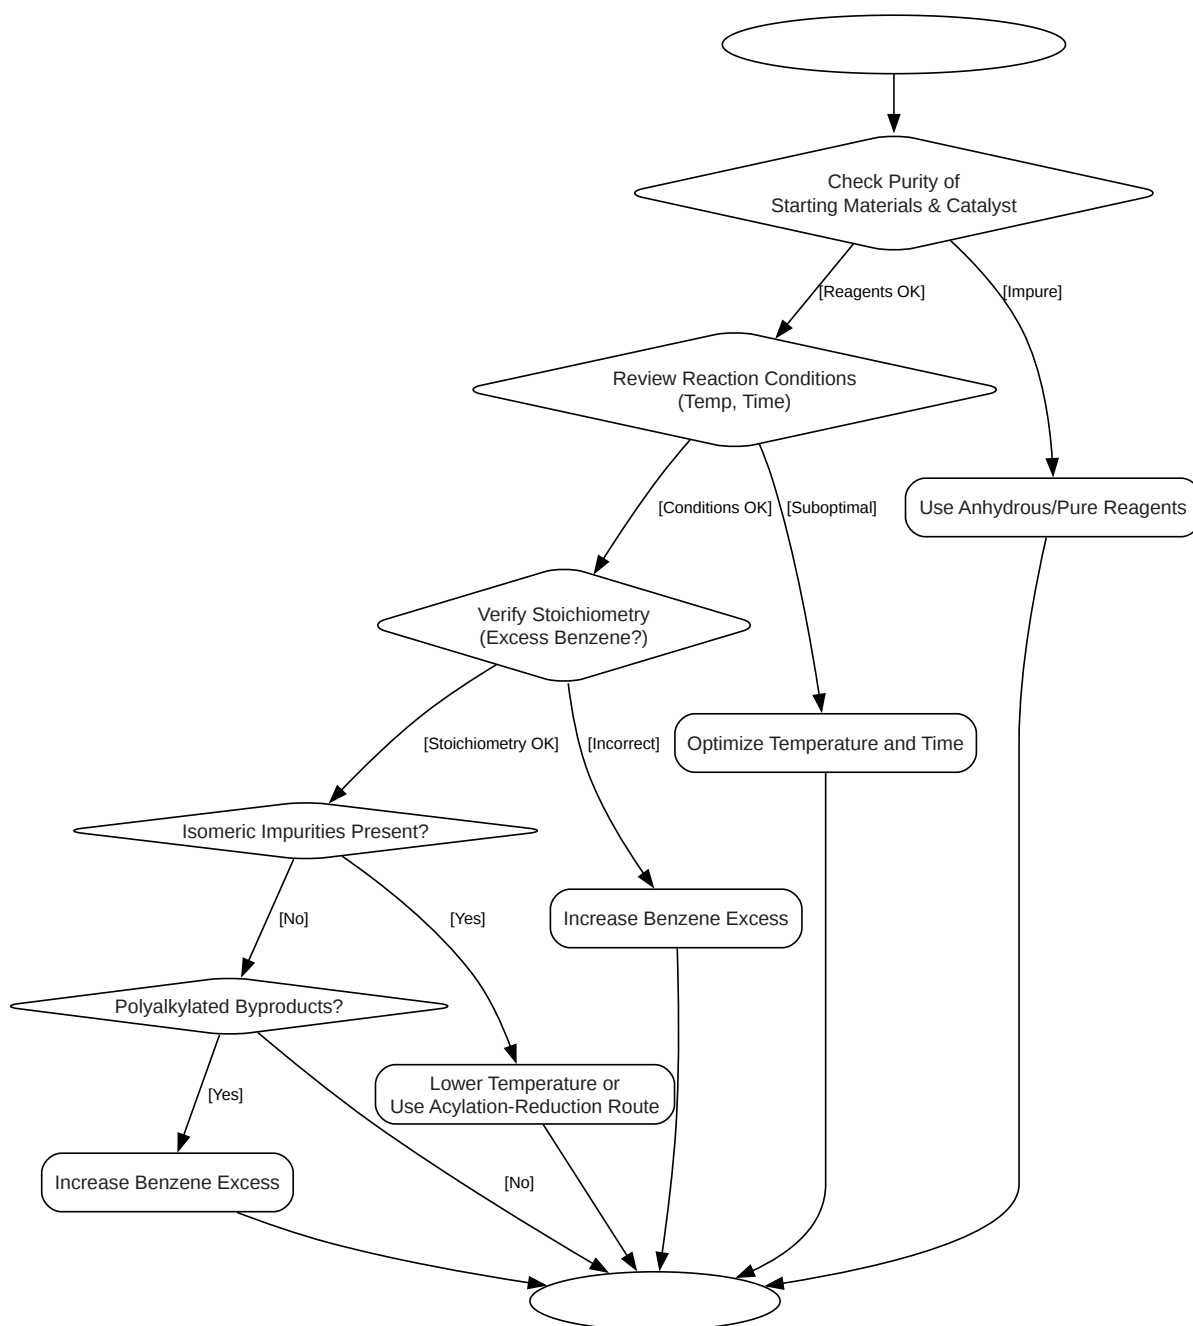 Check Purity of
Starting Materials & Catalyst
[Reagents OK]
[Impure]
Review Reaction Conditions
(Temp, Time)
[Conditions OK]
[Suboptimal]
Use Anhydrous/Pure Reagents
Verify Stoichiometry
(Excess Benzene?)
[Stoichiometry OK]
[Incorrect]
Optimize Temperature and Time
Isomeric Impurities Present?
[No]
[Yes]
Increase Benzene Excess
Polyalkylated Byproducts?
[Yes]
Lower Temperature or
Use Acylation-Reduction Route
Increase Benzene Excess
[No]